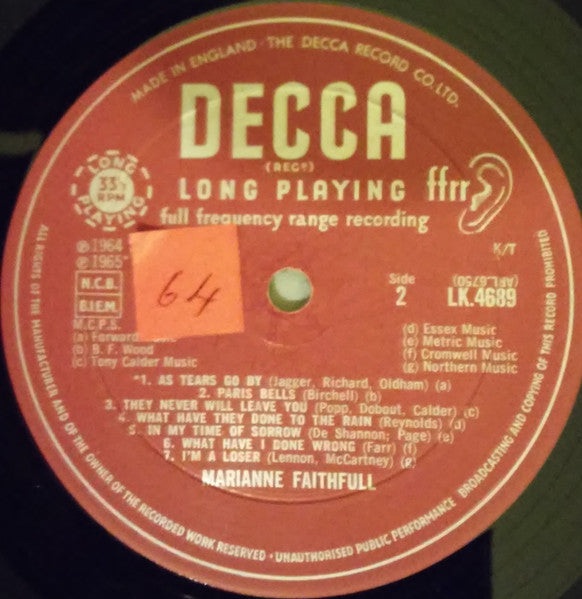 MADE IN ENGLAND · THE DECCA RECORD CO. LTD.
DECCA
(REGD)
LONG PLAYING
33⅓
RPM
LONG PLAYING
ffrr
full frequency range recording
K/T
℗1964
℗1965*
64
N.C.B.
B.I.E.M.
Side
2
(ARL.6750)
LK.4689
M.C.P.S.
(a) Forward
(b) B. F. Wood
(c) Tony Calder Music
(d) Essex Music
(e) Metric Music
(f) Cromwell Music
(g) Northern Music
*1. AS TEARS GO BY (Jagger, Richard, Oldham) (a)
2. PARIS BELLS (Birchell) (b)
3. THEY NEVER WILL LEAVE YOU (Popp, Dobout, Calder) (c)
4. WHAT HAVE THEY DONE TO THE RAIN (Reynolds) (d)
5. IN MY TIME OF SORROW (De Shannon; Page) (e)
6. WHAT HAVE I DONE WRONG (Farr) (f)
7. I'M A LOSER (Lennon, McCartney) (g)
MARIANNE FAITHFULL
ALL RIGHTS OF THE MANUFACTURER AND OF THE OWNER OF THE RECORDED WORK RESERVED · UNAUTHORISED PUBLIC PERFORMANCE BROADCASTING AND COPYING OF THIS RECORD PROHIBITED